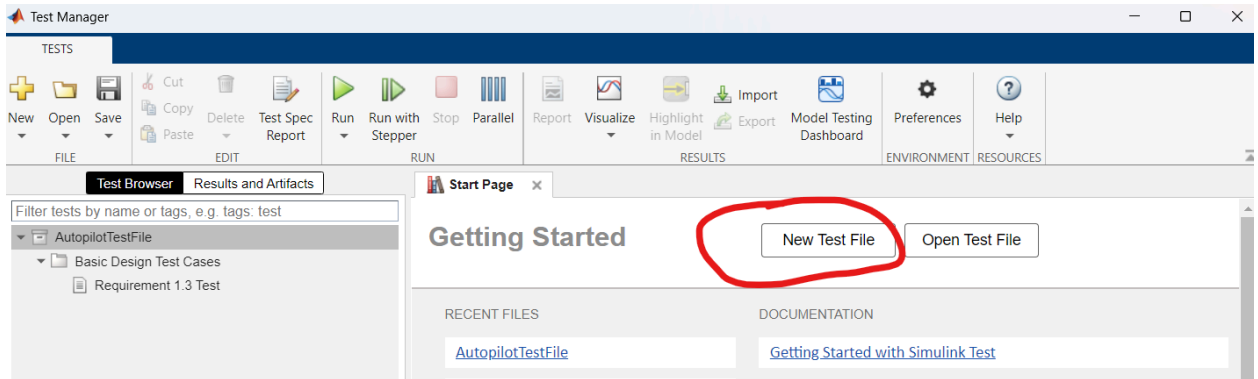 Test Manager
TESTS
New
Open
Save
Cut
Copy
Paste
Delete
Test Spec
Report
Run
Run with
Stepper
Stop
Parallel
Report
Visualize
Highlight
in Model
Import
Export
Model Testing
Dashboard
Preferences
Help
FILE
EDIT
RUN
RESULTS
ENVIRONMENT
RESOURCES
Test Browser
Results and Artifacts
Filter tests by name or tags, e.g. tags: test
AutopilotTestFile
Basic Design Test Cases
Requirement 1.3 Test
Start Page
Getting Started
New Test File
Open Test File
RECENT FILES
AutopilotTestFile
DOCUMENTATION
Getting Started with Simulink Test